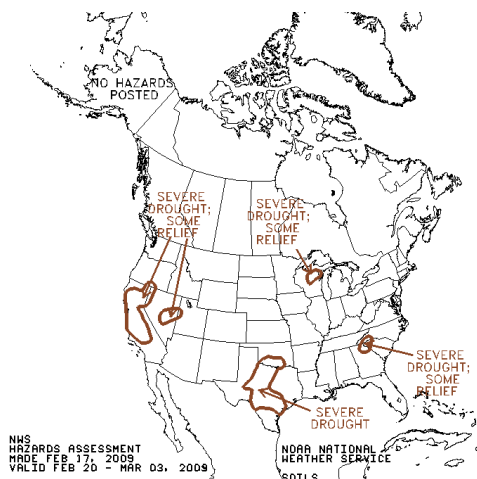 NO HAZARDS
POSTED
SEVERE
DROUGHT;
SOME
RELIEF
SEVERE
DROUGHT;
SOME
RELIEF
SEVERE
DROUGHT;
SOME
RELIEF
SEVERE
DROUGHT
NWS
HAZARDS ASSESSMENT
MADE FEB 17, 2009
VALID FEB 20 - MAR 03, 2009
NOAA NATIONAL
WEATHER SERVICE
SOILS